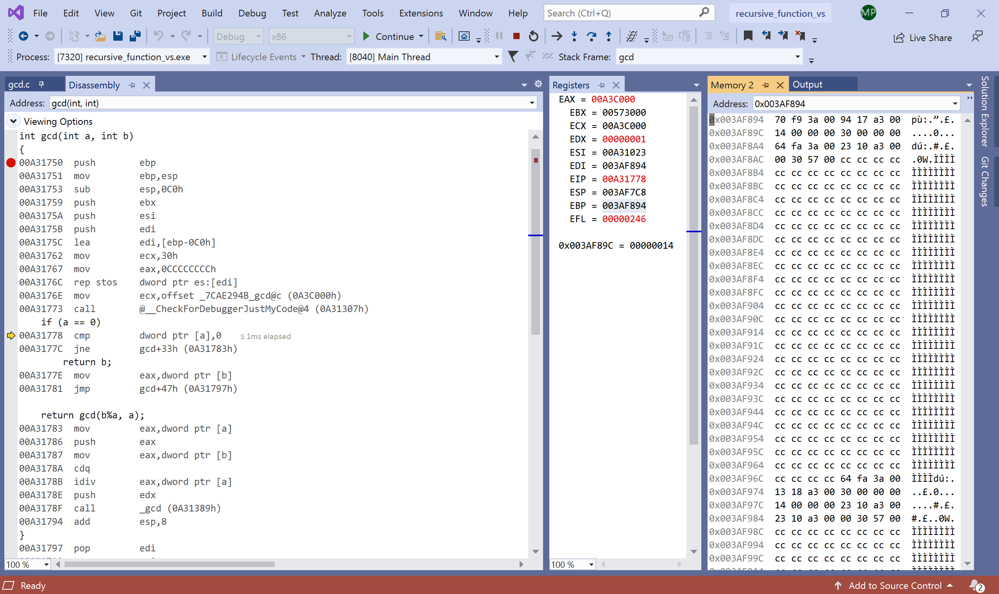 File Edit View Git Project Build Debug Test Analyze Tools Extensions Window Help Search (Ctrl+Q) recursive_function_vs MP
Debug x86 Continue Live Share
Process: [7320] recursive_function_vs.exe Lifecycle Events Thread: [8040] Main Thread Stack Frame: gcd
gcd.c Disassembly
Address: gcd(int, int)
Viewing Options
int gcd(int a, int b)
{
00A31750 push ebp
00A31751 mov ebp,esp
00A31753 sub esp,0C0h
00A31759 push ebx
00A3175A push esi
00A3175B push edi
00A3175C lea edi,[ebp-0C0h]
00A31762 mov ecx,30h
00A31767 mov eax,0CCCCCCCCh
00A3176C rep stos dword ptr es:[edi]
00A3176E mov ecx,offset _7CAE294B_gcd@c (0A3C000h)
00A31773 call @__CheckForDebuggerJustMyCode@4 (0A31307h)
if (a == 0)
00A31778 cmp dword ptr [a],0 ≤ 1ms elapsed
00A3177C jne gcd+33h (0A31783h)
return b;
00A3177E mov eax,dword ptr [b]
00A31781 jmp gcd+47h (0A31797h)
return gcd(b%a, a);
00A31783 mov eax,dword ptr [a]
00A31786 push eax
00A31787 mov eax,dword ptr [b]
00A3178A cdq
00A3178B idiv eax,dword ptr [a]
00A3178E push edx
00A3178F call _gcd (0A31389h)
00A31794 add esp,8
}
00A31797 pop edi
100 %
Registers
EAX = 00A3C000
EBX = 00573000
ECX = 00A3C000
EDX = 00000001
ESI = 00A31023
EDI = 003AF894
EIP = 00A31778
ESP = 003AF7C8
EBP = 003AF894
EFL = 00000246
0x003AF89C = 00000014
100 %
Memory 2 Output
Address: 0x003AF894
0x003AF894 70 f9 3a 00 94 17 a3 00 pù:.”.£.
0x003AF89C 14 00 00 00 30 00 00 00 ....0...
0x003AF8A4 64 fa 3a 00 23 10 a3 00 dú:.#.£.
0x003AF8AC 00 30 57 00 cc cc cc cc .0W.ÌÌÌÌ
0x003AF8B4 cc cc cc cc cc cc cc cc ÌÌÌÌÌÌÌÌ
0x003AF8BC cc cc cc cc cc cc cc cc ÌÌÌÌÌÌÌÌ
0x003AF8C4 cc cc cc cc cc cc cc cc ÌÌÌÌÌÌÌÌ
0x003AF8CC cc cc cc cc cc cc cc cc ÌÌÌÌÌÌÌÌ
0x003AF8D4 cc cc cc cc cc cc cc cc ÌÌÌÌÌÌÌÌ
0x003AF8DC cc cc cc cc cc cc cc cc ÌÌÌÌÌÌÌÌ
0x003AF8E4 cc cc cc cc cc cc cc cc ÌÌÌÌÌÌÌÌ
0x003AF8EC cc cc cc cc cc cc cc cc ÌÌÌÌÌÌÌÌ
0x003AF8F4 cc cc cc cc cc cc cc cc ÌÌÌÌÌÌÌÌ
0x003AF8FC cc cc cc cc cc cc cc cc ÌÌÌÌÌÌÌÌ
0x003AF904 cc cc cc cc cc cc cc cc ÌÌÌÌÌÌÌÌ
0x003AF90C cc cc cc cc cc cc cc cc ÌÌÌÌÌÌÌÌ
0x003AF914 cc cc cc cc cc cc cc cc ÌÌÌÌÌÌÌÌ
0x003AF91C cc cc cc cc cc cc cc cc ÌÌÌÌÌÌÌÌ
0x003AF924 cc cc cc cc cc cc cc cc ÌÌÌÌÌÌÌÌ
0x003AF92C cc cc cc cc cc cc cc cc ÌÌÌÌÌÌÌÌ
0x003AF934 cc cc cc cc cc cc cc cc ÌÌÌÌÌÌÌÌ
0x003AF93C cc cc cc cc cc cc cc cc ÌÌÌÌÌÌÌÌ
0x003AF944 cc cc cc cc cc cc cc cc ÌÌÌÌÌÌÌÌ
0x003AF94C cc cc cc cc cc cc cc cc ÌÌÌÌÌÌÌÌ
0x003AF954 cc cc cc cc cc cc cc cc ÌÌÌÌÌÌÌÌ
0x003AF95C cc cc cc cc cc cc cc cc ÌÌÌÌÌÌÌÌ
0x003AF964 cc cc cc cc cc cc cc cc ÌÌÌÌÌÌÌÌ
0x003AF96C cc cc cc cc 64 fa 3a 00 ÌÌÌÌdú:.
0x003AF974 13 18 a3 00 30 00 00 00 ..£.0...
0x003AF97C 14 00 00 00 23 10 a3 00 ....#.£.
0x003AF984 23 10 a3 00 00 30 57 00 #.£..0W.
0x003AF98C cc cc cc cc cc cc cc cc ÌÌÌÌÌÌÌÌ
0x003AF994 cc cc cc cc cc cc cc cc ÌÌÌÌÌÌÌÌ
0x003AF99C cc cc cc cc cc cc cc cc ÌÌÌÌÌÌÌÌ
Solution Explorer
Git Changes
Ready Add to Source Control 2